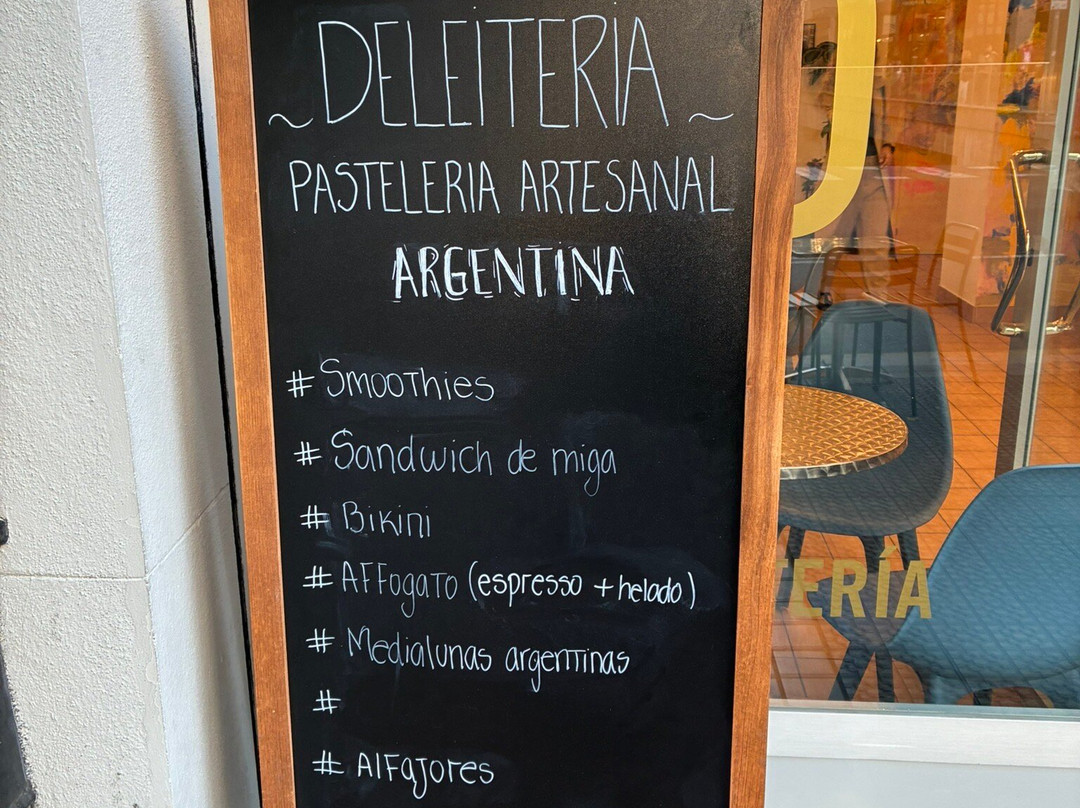 ~ DELEITERIA ~
PASTELERIA ARTESANAL
ARGENTINA
# Smoothies
# Sandwich de miga
# Bikini
# AFFogaTo (espresso + helado)
# Medialunas argentinas
#
# AlFaJores
TERÍA